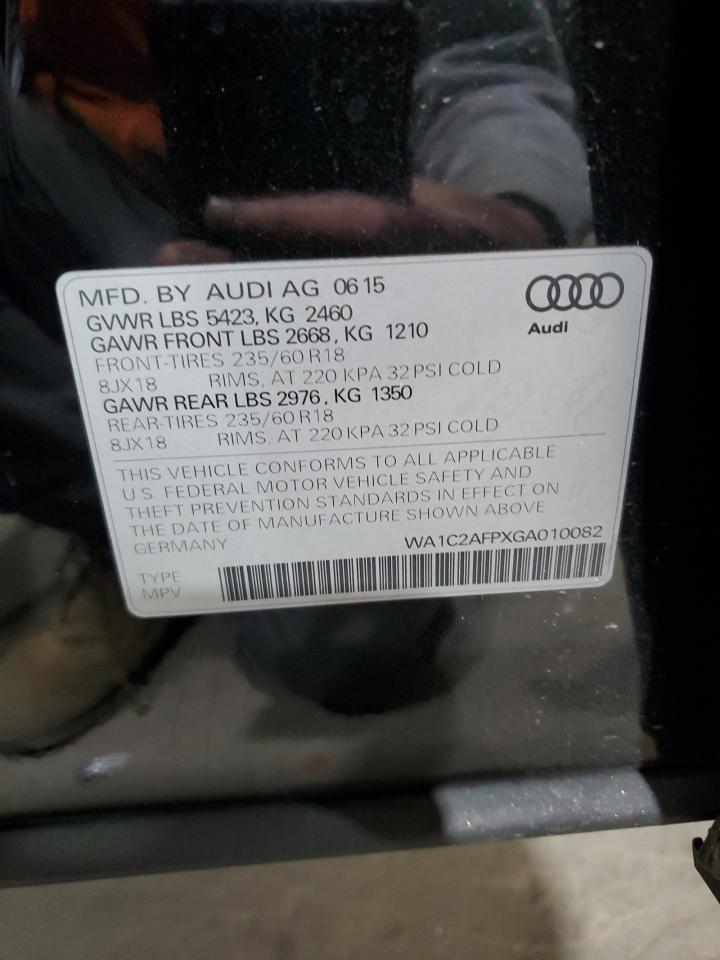 MFD. BY AUDI AG 0615
GVWR LBS 5423, KG 2460
GAWR FRONT LBS 2668, KG 1210
FRONT-TIRES 235/60 R18
8JX18 RIMS, AT 220 KPA 32 PSI COLD
GAWR REAR LBS 2976, KG 1350
REAR-TIRES 235/60 R18
8JX18 RIMS, AT 220 KPA 32 PSI COLD
Audi
THIS VEHICLE CONFORMS TO ALL APPLICABLE
U.S. FEDERAL MOTOR VEHICLE SAFETY AND
THEFT PREVENTION STANDARDS IN EFFECT ON
THE DATE OF MANUFACTURE SHOWN ABOVE
GERMANY WA1C2AFPXGA010082
TYPE
MPV